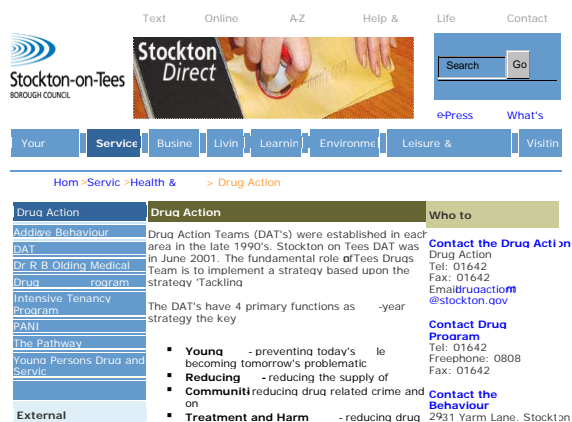 Text Online A-Z Help & Life Contact
Stockton-on-Tees
BOROUGH COUNCIL
Stockton
Direct
Search Go
e-Press What's
Your Service Busine Livin Learnin Environme Leisure & Visitin
Hom >Servic >Health & > Drug Action
Drug Action
Addive Behaviour
DAT
Dr R B Olding Medical
Drug rogram
Intensive Tenancy
Program
PANI
The Pathway
Young Persons Drug and
Servic
External
Drug Action
Drug Action Teams (DAT's) were established in each
area in the late 1990's. Stockton on Tees DAT was
in June 2001. The fundamental role of Tees Drugs
Team is to implement a strategy based upon the
strategy 'Tackling
The DAT's have 4 primary functions as -year
strategy the key
Young - preventing today's le
becoming tomorrow's problematic
Reducing - reducing the supply of
Communiti reducing drug related crime and
on
Treatment and Harm - reducing drug
Who to
Contact the Drug Action
Drug Action
Tel: 01642
Fax: 01642
Email drugaction
@stockton.gov
Contact Drug
Program
Tel: 01642
Freephone: 0808
Fax: 01642
Contact the
Behaviour
2931 Yarm Lane, Stockton